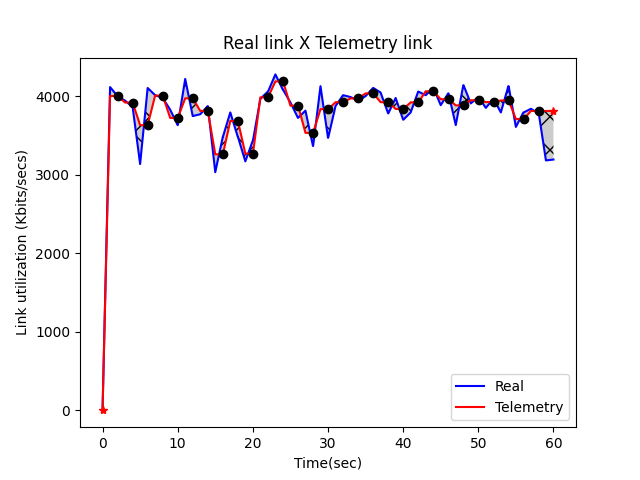 Real link X Telemetry link
Link utilization (Kbits/secs)
4000
3000
2000
1000
0
0 10 20 30 40 50 60
Time(sec)
Real
Telemetry